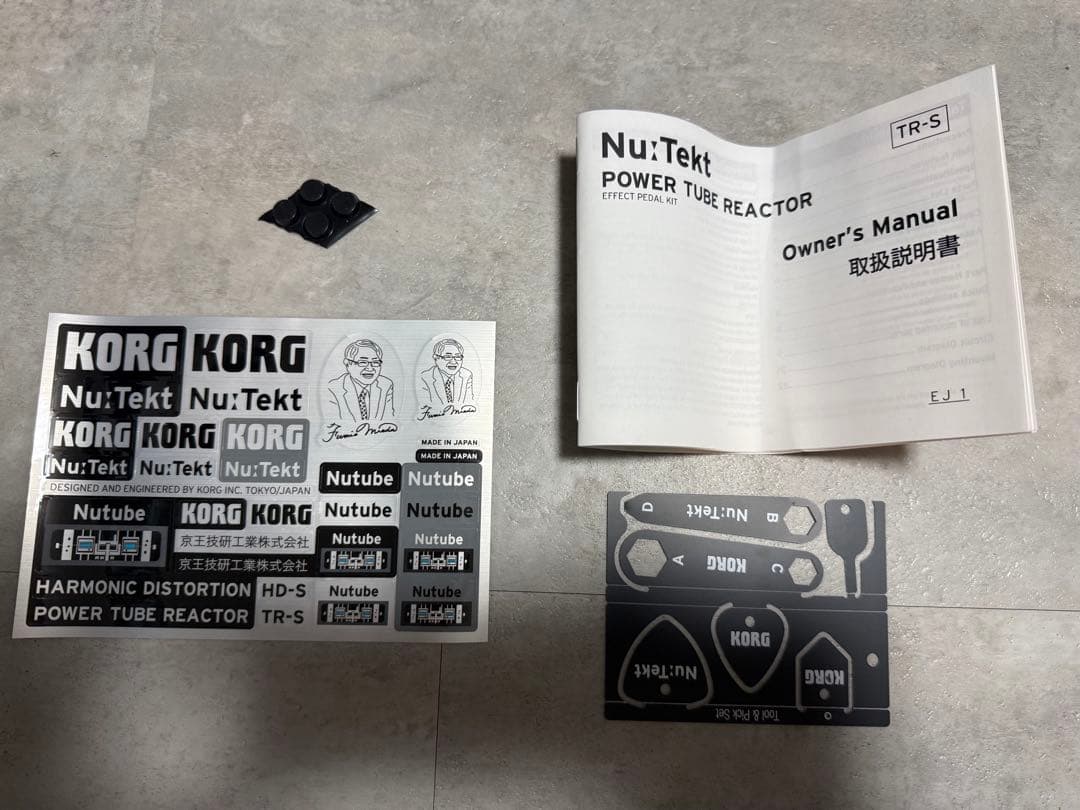 Nu:Tekt
POWER TUBE REACTOR
EFFECT PEDAL KIT
TR-S
Owner's Manual
取扱説明書
EJ 1
KORG
Nu:Tekt
KORG
Nu:Tekt
KORG
Nu:Tekt
KORG
Nu:Tekt
KORG
Nu:Tekt
DESIGNED AND ENGINEERED BY KORG INC. TOKYO/JAPAN
MADE IN JAPAN
MADE IN JAPAN
Nutube
Nutube
Nutube
Nutube
Nutube
KORG
KORG
京王技研工業株式会社
京王技研工業株式会社
Nutube
Nutube
Nutube
Nutube
HARMONIC DISTORTION
HD-S
POWER TUBE REACTOR
TR-S
D
Nu:Tekt
B
A
KORG
C
KORG
Nu:Tekt
KORG
Tool & Pick Set